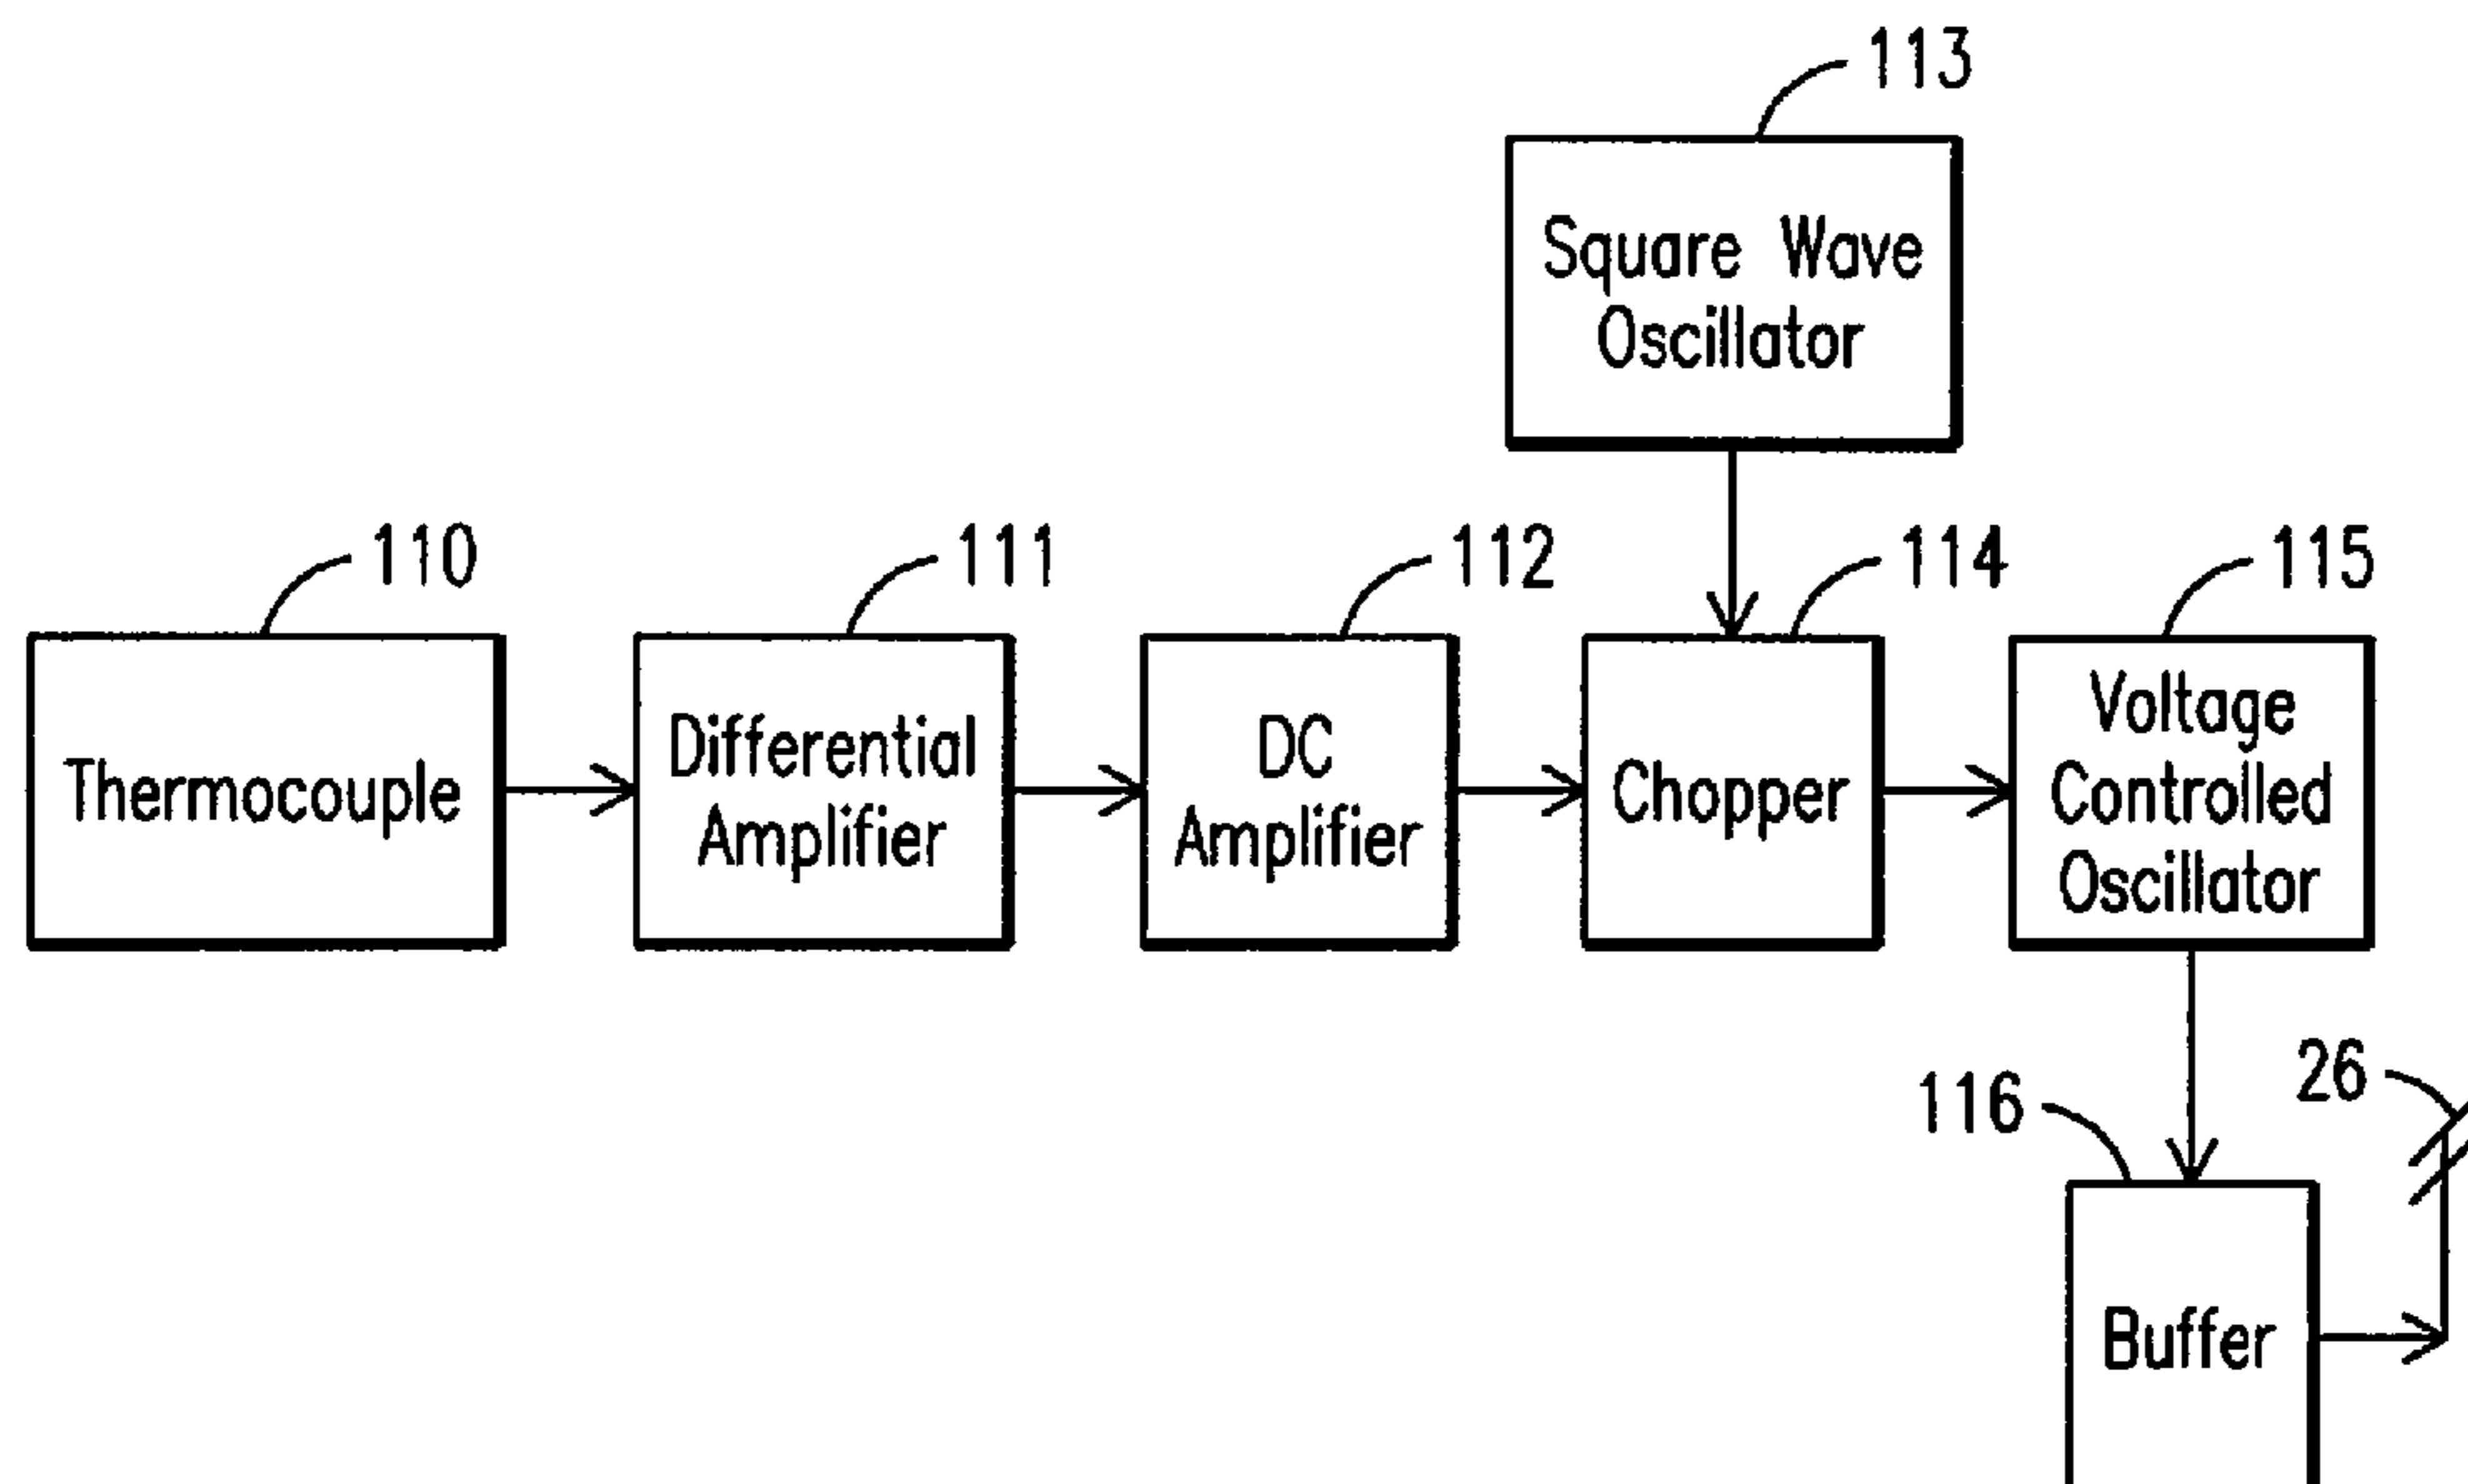 113
Square Wave
Oscillator
110
111
112
114
115
Thermocouple
Differential
Amplifier
DC
Amplifier
Chopper
Voltage
Controlled
Oscillator
116
26
Buffer